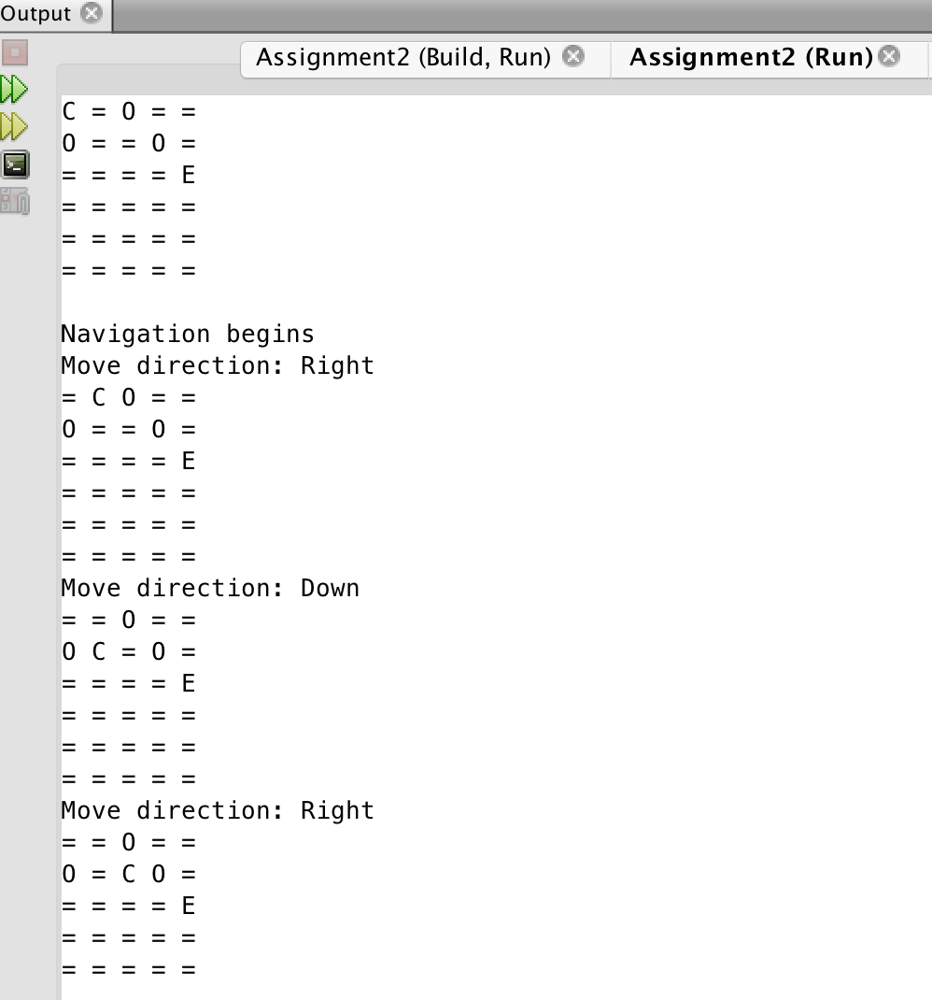 Output
Assignment2 (Build, Run) Assignment2 (Run)
C = O = =
O = = O =
= = = = E
= = = = =
= = = = =
= = = = =
Navigation begins
Move direction: Right
= C O = =
O = = O =
= = = = E
= = = = =
= = = = =
= = = = =
Move direction: Down
= = O = =
O C = O =
= = = = E
= = = = =
= = = = =
= = = = =
Move direction: Right
= = O = =
O = C O =
= = = = E
= = = = =
= = = = =